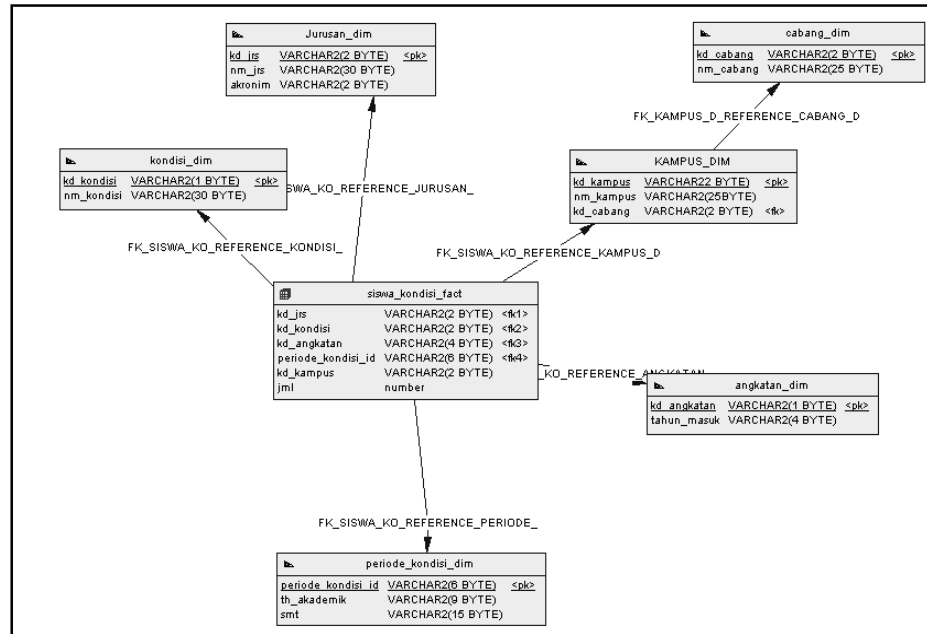 Jurusan_dim
kd_jrs VARCHAR2(2 BYTE) <pk>
nm_jrs VARCHAR2(30 BYTE)
akronim VARCHAR2(2 BYTE)
cabang_dim
kd_cabang VARCHAR2(2 BYTE) <pk>
nm_cabang VARCHAR2(25 BYTE)
FK_KAMPUS_D_REFERENCE_CABANG_D
kondisi_dim
kd_kondisi VARCHAR2(1 BYTE) <pk>
nm_kondisi VARCHAR2(30 BYTE)
SWA_KO_REFERENCE_JURUSAN_
KAMPUS_DIM
kd_kampus VARCHAR22 BYTE) <pk>
nm_kampus VARCHAR2(25BYTE)
kd_cabang VARCHAR2(2 BYTE) <fk>
FK_SISWA_KO_REFERENCE_KONDISI_
FK_SISWA_KO_REFERENCE_KAMPUS_D
siswa_kondisi_fact
kd_jrs VARCHAR2(2 BYTE) <fk1>
kd_kondisi VARCHAR2(2 BYTE) <fk2>
kd_angkatan VARCHAR2(4 BYTE) <fk3>
periode_kondisi_id VARCHAR2(6 BYTE) <fk4>
kd_kampus VARCHAR2(2 BYTE)
jml number
_KO_REFERENCE_ANGKATAN_
angkatan_dim
kd_angkatan VARCHAR2(1 BYTE) <pk>
tahun_masuk VARCHAR2(4 BYTE)
FK_SISWA_KO_REFERENCE_PERIODE_
periode_kondisi_dim
periode_kondisi_id VARCHAR2(6 BYTE) <pk>
th_akademik VARCHAR2(9 BYTE)
smt VARCHAR2(15 BYTE)